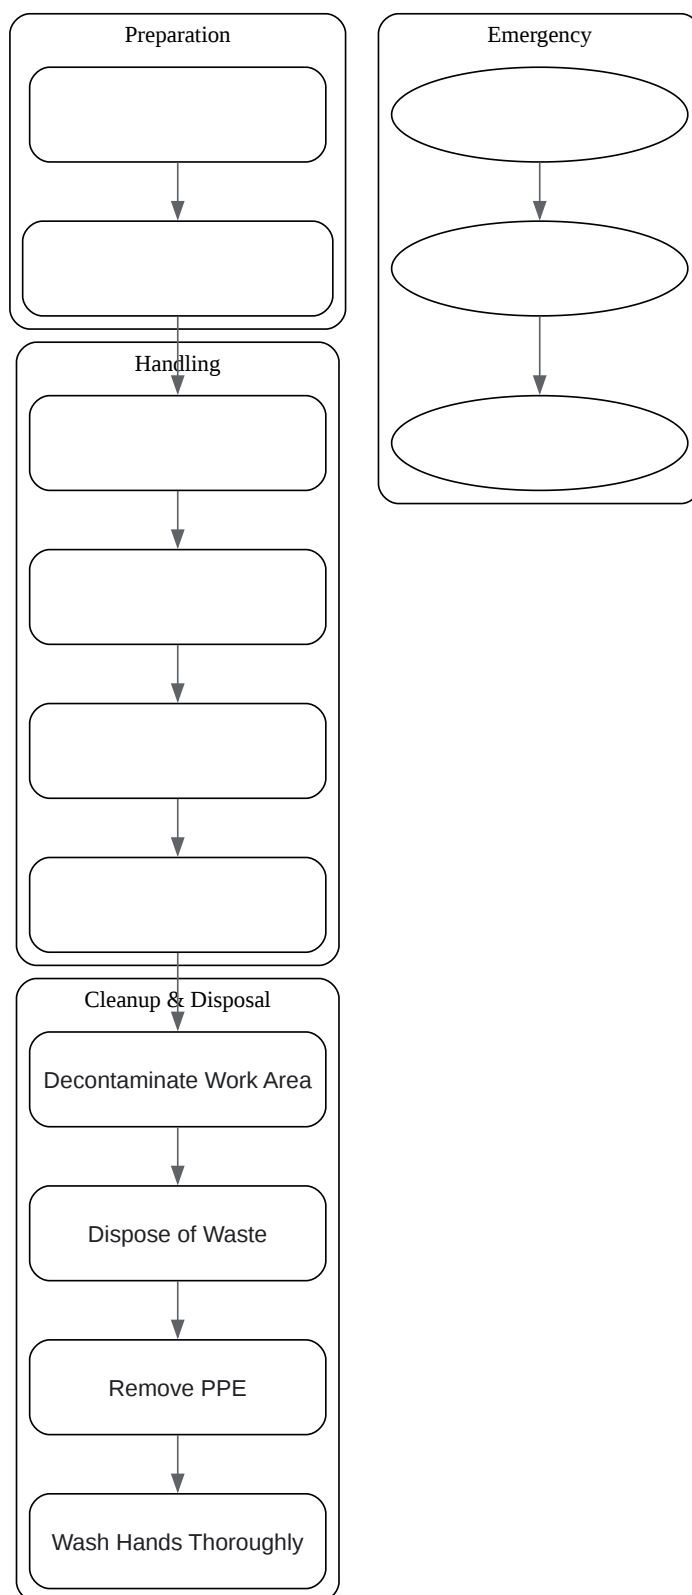 Preparation
Emergency
Handling
Cleanup & Disposal
Decontaminate Work Area
Dispose of Waste
Remove PPE
Wash Hands Thoroughly